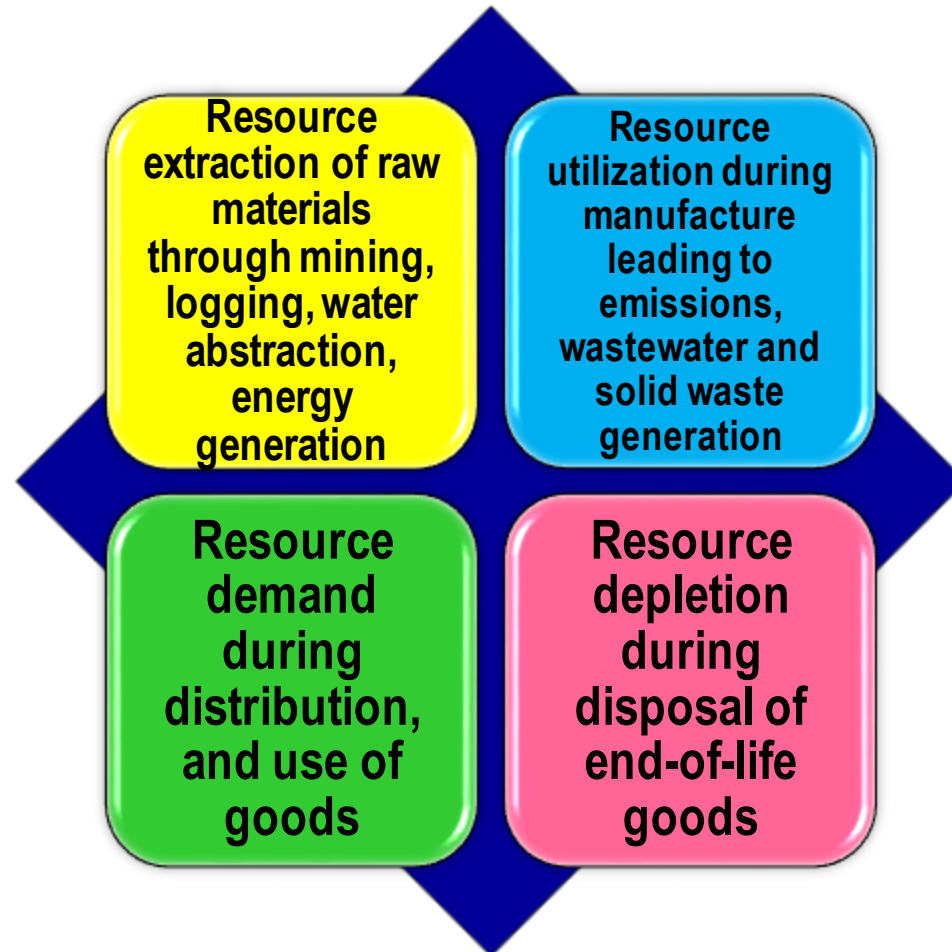 Resource
extraction of raw
materials
through mining,
logging, water
abstraction,
energy
generation
Resource
utilization during
manufacture
leading to
emissions,
wastewater and
solid waste
generation
Resource
demand
during
distribution,
and use of
goods
Resource
depletion
during
disposal of
end-of-life
goods